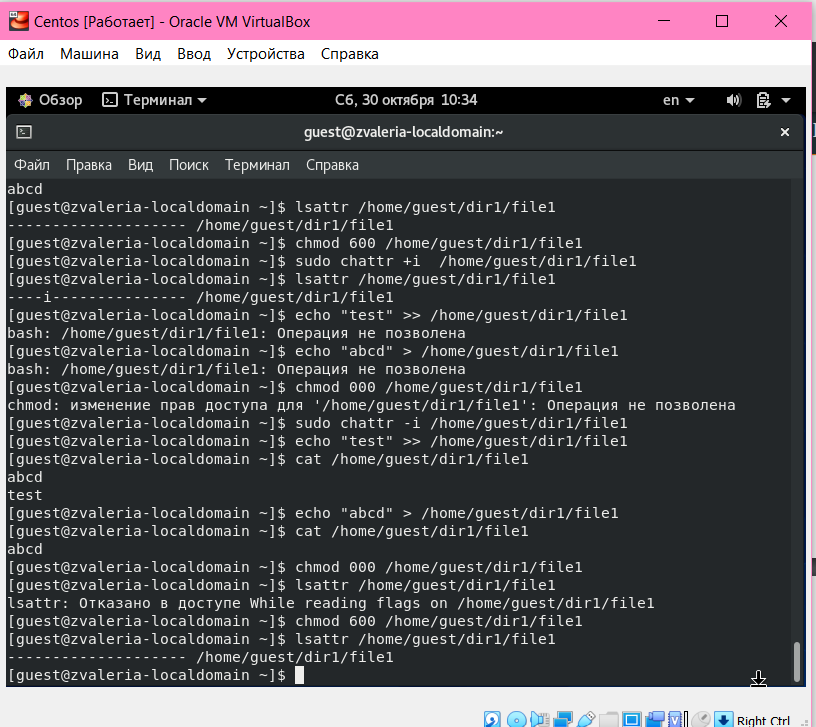 Centos [Работает] - Oracle VM VirtualBox
Файл Машина Вид Ввод Устройства Справка
Обзор Терминал Сб, 30 октября 10:34 en
guest@zvaleria-localdomain:~
Файл Правка Вид Поиск Терминал Справка
abcd
[guest@zvaleria-localdomain ~]$ lsattr /home/guest/dir1/file1
-------------------- /home/guest/dir1/file1
[guest@zvaleria-localdomain ~]$ chmod 600 /home/guest/dir1/file1
[guest@zvaleria-localdomain ~]$ sudo chattr +i  /home/guest/dir1/file1
[guest@zvaleria-localdomain ~]$ lsattr /home/guest/dir1/file1
----i--------------- /home/guest/dir1/file1
[guest@zvaleria-localdomain ~]$ echo "test" >> /home/guest/dir1/file1
bash: /home/guest/dir1/file1: Операция не позволена
[guest@zvaleria-localdomain ~]$ echo "abcd" > /home/guest/dir1/file1
bash: /home/guest/dir1/file1: Операция не позволена
[guest@zvaleria-localdomain ~]$ chmod 000 /home/guest/dir1/file1
chmod: изменение прав доступа для '/home/guest/dir1/file1': Операция не позволена
[guest@zvaleria-localdomain ~]$ sudo chattr -i /home/guest/dir1/file1
[guest@zvaleria-localdomain ~]$ echo "test" >> /home/guest/dir1/file1
[guest@zvaleria-localdomain ~]$ cat /home/guest/dir1/file1
abcd
test
[guest@zvaleria-localdomain ~]$ echo "abcd" > /home/guest/dir1/file1
[guest@zvaleria-localdomain ~]$ cat /home/guest/dir1/file1
abcd
[guest@zvaleria-localdomain ~]$ chmod 000 /home/guest/dir1/file1
[guest@zvaleria-localdomain ~]$ lsattr /home/guest/dir1/file1
lsattr: Отказано в доступе While reading flags on /home/guest/dir1/file1
[guest@zvaleria-localdomain ~]$ chmod 600 /home/guest/dir1/file1
[guest@zvaleria-localdomain ~]$ lsattr /home/guest/dir1/file1
-------------------- /home/guest/dir1/file1
[guest@zvaleria-localdomain ~]$
Right Ctrl